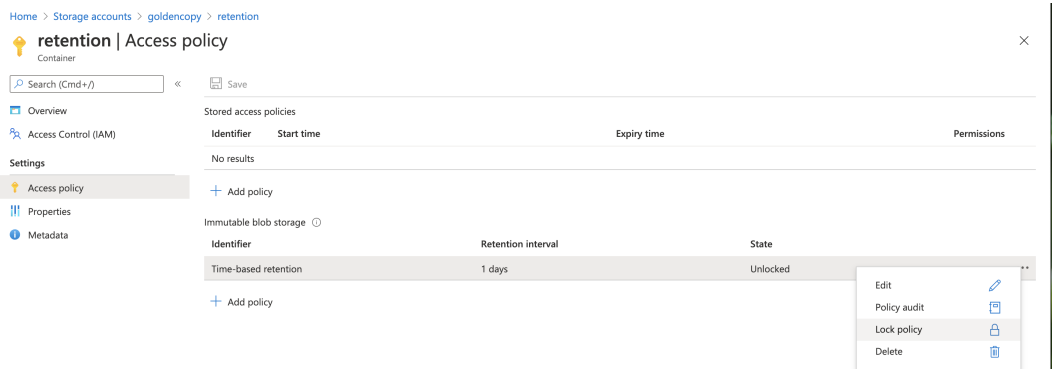 Home > Storage accounts > goldencopy > retention
retention | Access policy
Container
Search (Cmd+/)
«
Save
Overview
Access Control (IAM)
Settings
Access policy
Properties
Metadata
Stored access policies
Identifier Start time Expiry time Permissions
No results
+ Add policy
Immutable blob storage
Identifier Retention interval State
Time-based retention 1 days Unlocked
+ Add policy
Edit
Policy audit
Lock policy
Delete